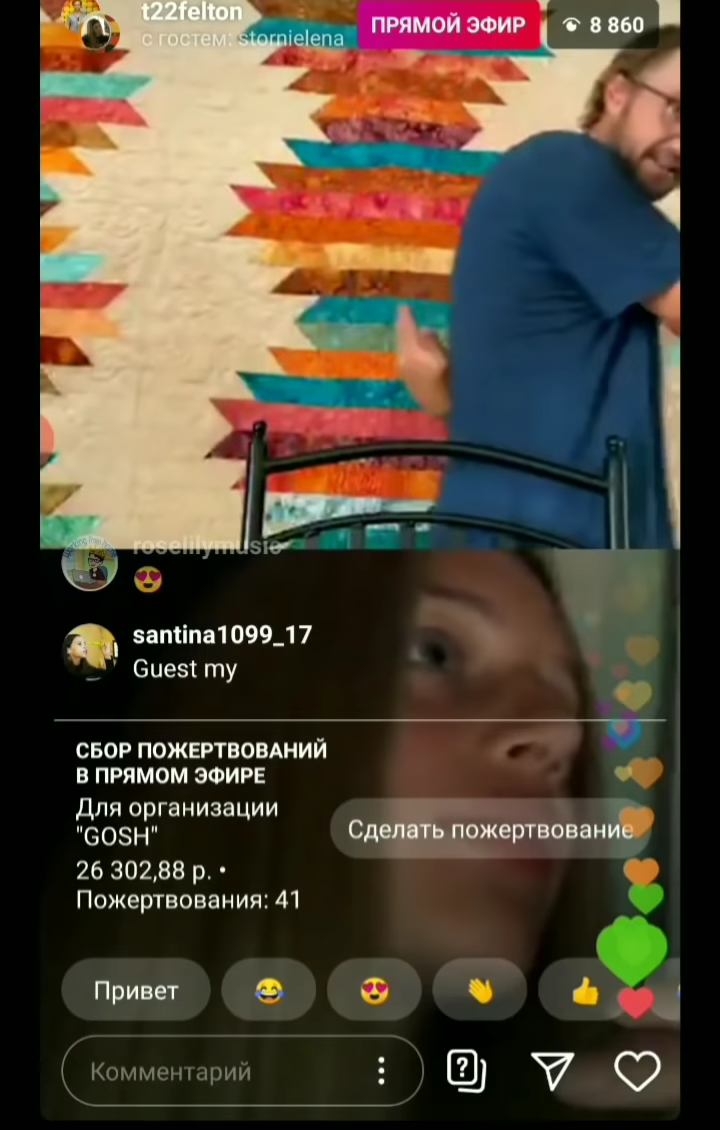 t22felton
с гостем: stornielena
ПРЯМОЙ ЭФИР
8 860
roselilymusic
santina1099_17
Guest my
СБОР ПОЖЕРТВОВАНИЙ
В ПРЯМОМ ЭФИРЕ
Для организации
"GOSH"
Сделать пожертвование
26 302,88 р. •
Пожертвования: 41
Привет
Комментарий